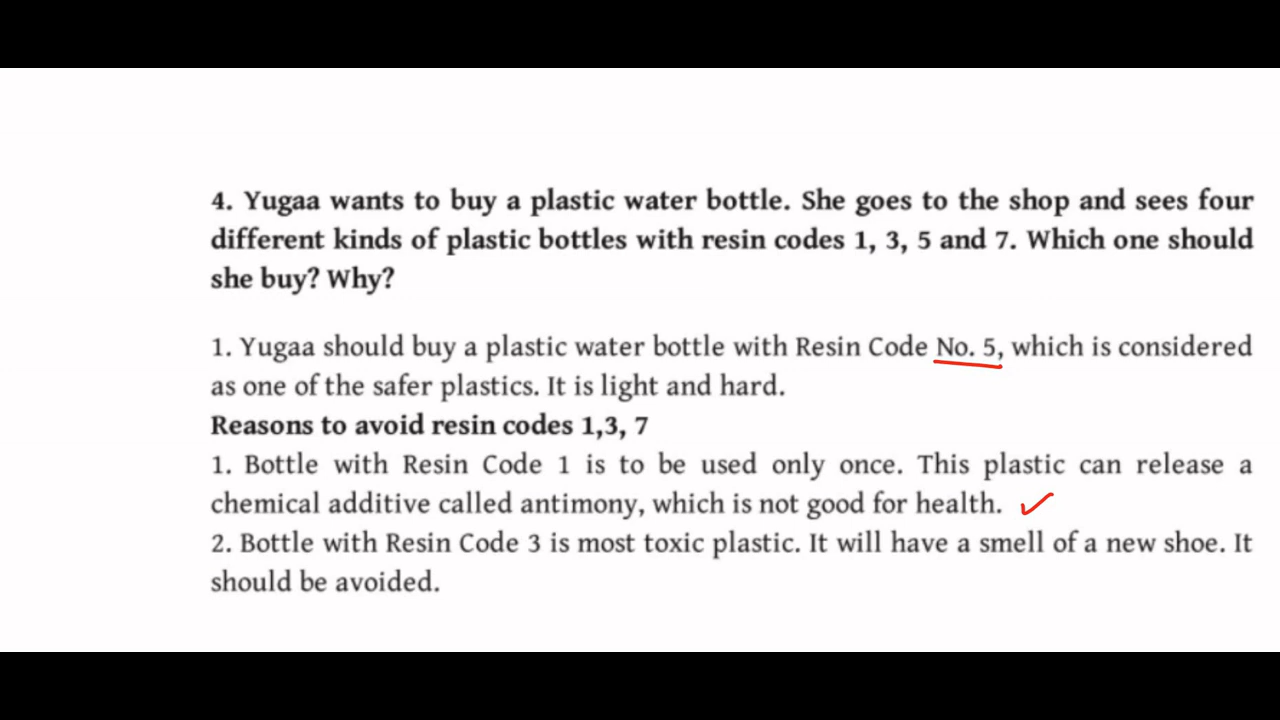 4. Yugaa wants to buy a plastic water bottle. She goes to the shop and sees four
different kinds of plastic bottles with resin codes 1, 3, 5 and 7. Which one should
she buy? Why?
1. Yugaa should buy a plastic water bottle with Resin Code No. 5, which is considered
as one of the safer plastics. It is light and hard.
Reasons to avoid resin codes 1,3, 7
1. Bottle with Resin Code 1 is to be used only once. This plastic can release a
chemical additive called antimony, which is not good for health.
2. Bottle with Resin Code 3 is most toxic plastic. It will have a smell of a new shoe. It
should be avoided.